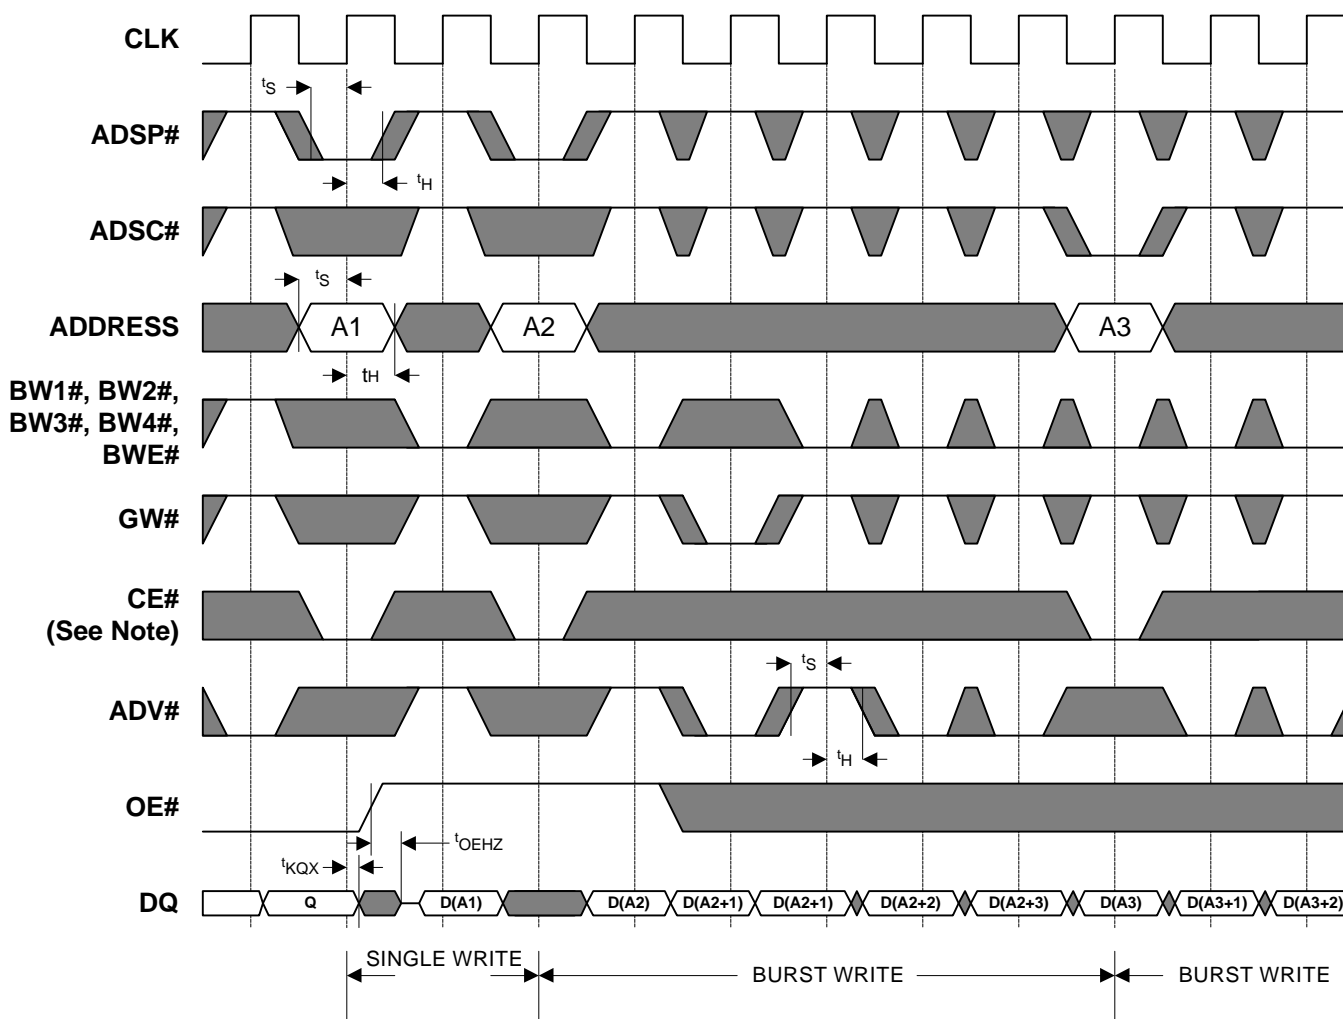 CLK
tS
ADSP#
tH
ADSC#
tS
ADDRESS
A1
A2
A3
tH
BW1#, BW2#,
BW3#, BW4#,
BWE#
GW#
CE#
(See Note)
tS
ADV#
tH
OE#
tOEHZ
tKQX
DQ
Q
D(A1)
D(A2)
D(A2+1)
D(A2+1)
D(A2+2)
D(A2+3)
D(A3)
D(A3+1)
D(A3+2)
SINGLE WRITE
BURST WRITE
BURST WRITE